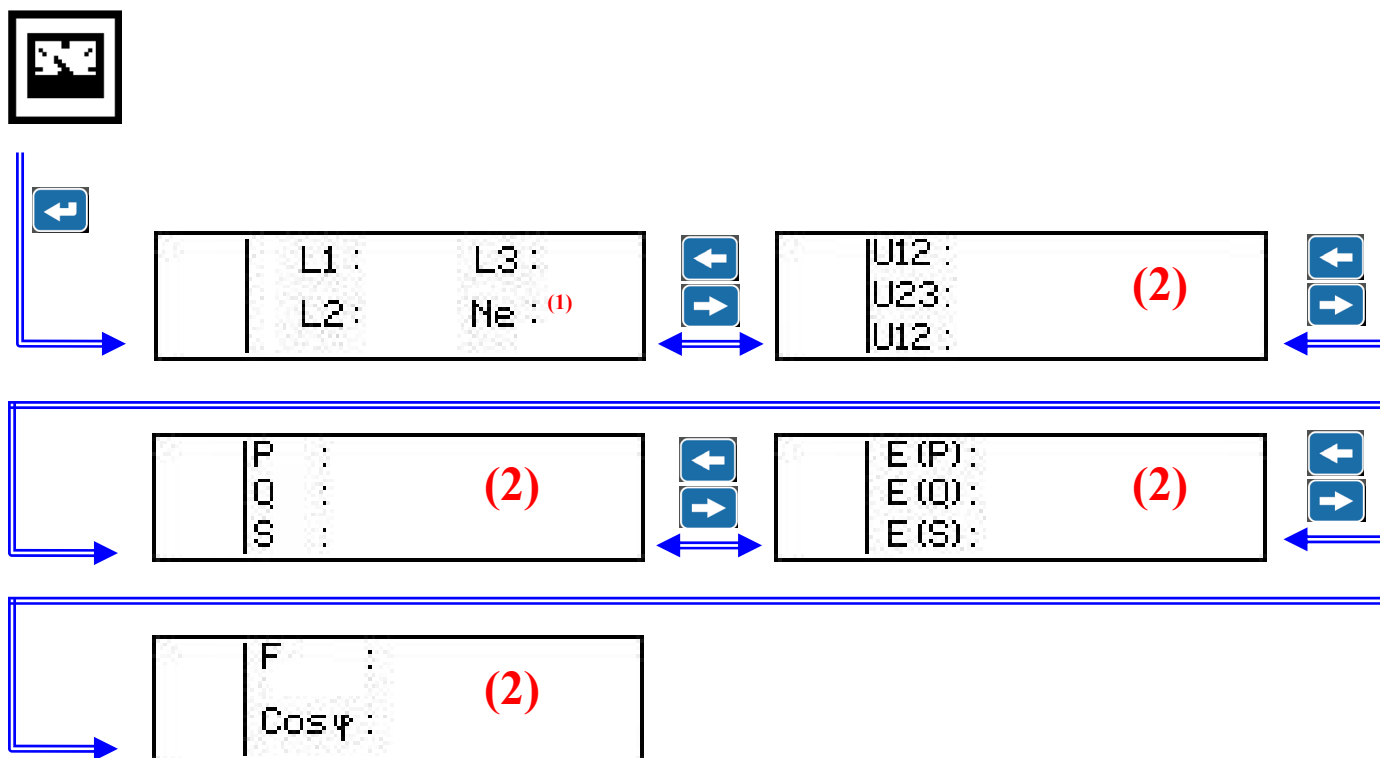 L1 : L3 :
L2 : Ne : (1)
U12 :
U23 : (2)
U12 :
P :
Q : (2)
S :
E (P) :
E (Q) : (2)
E (S) :
F :
(2)
Cosφ :